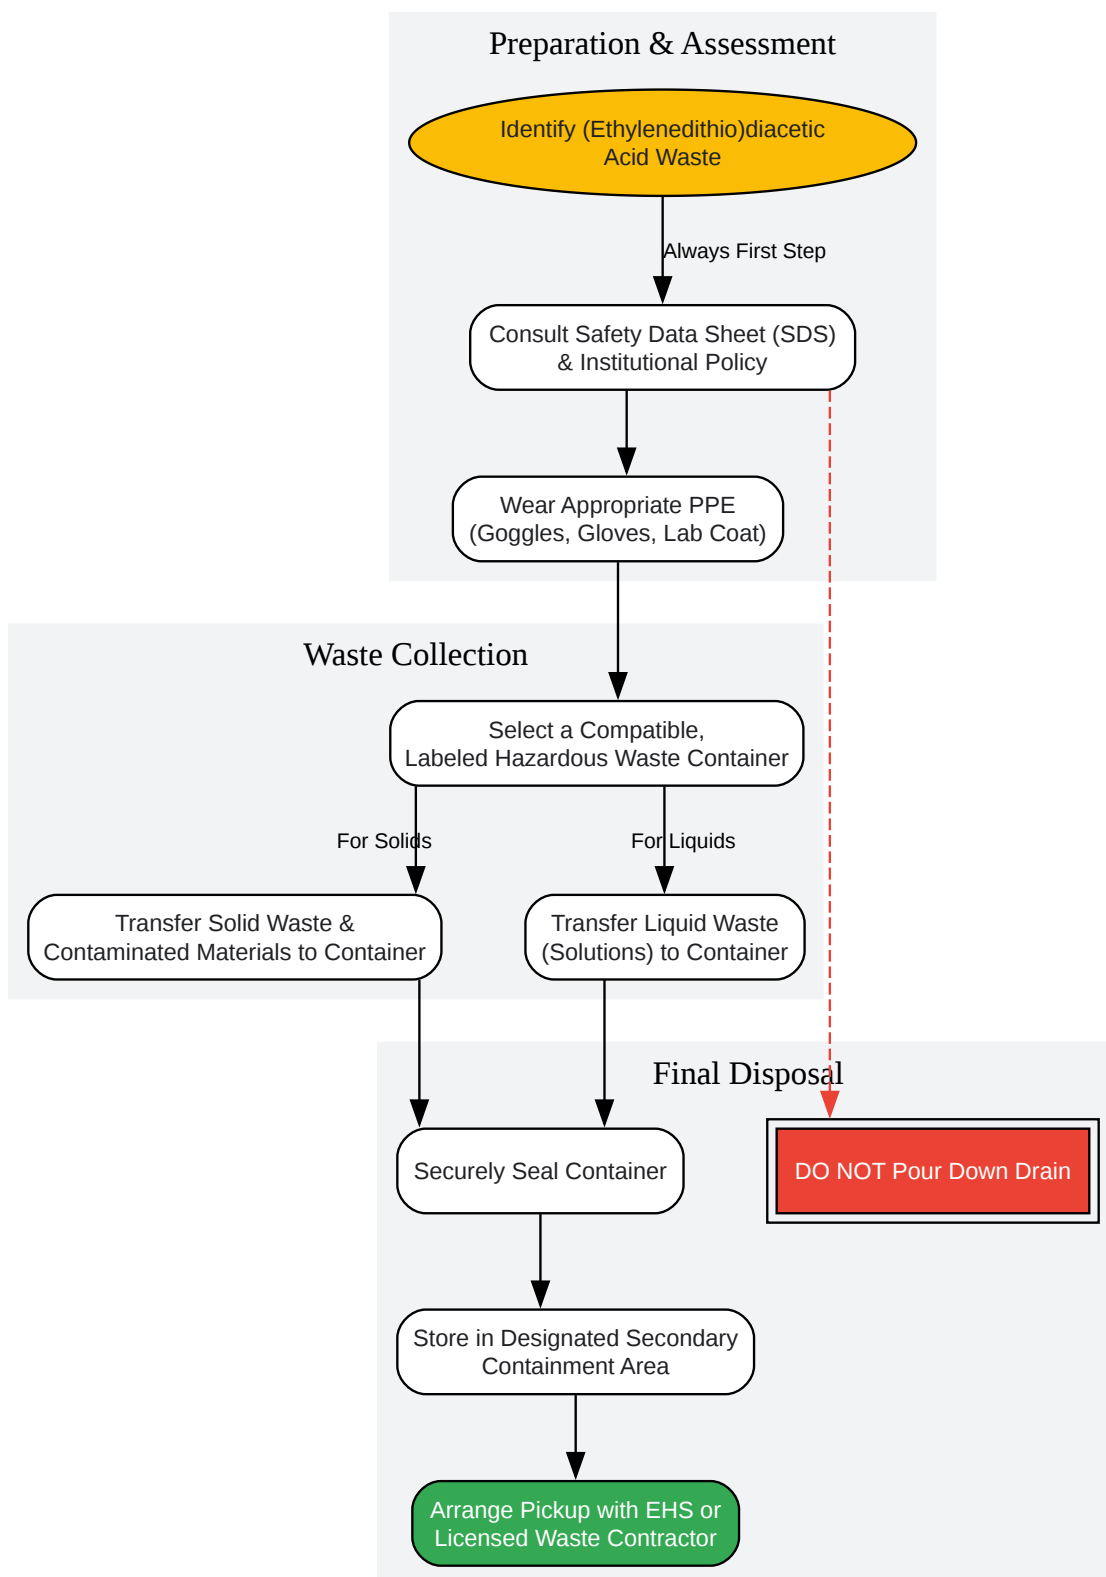 Preparation & Assessment
Identify (Ethylenedithio)diacetic
Acid Waste
Always First Step
Consult Safety Data Sheet (SDS)
& Institutional Policy
Wear Appropriate PPE
(Goggles, Gloves, Lab Coat)
Waste Collection
Select a Compatible,
Labeled Hazardous Waste Container
For Solids
For Liquids
Transfer Solid Waste &
Contaminated Materials to Container
Transfer Liquid Waste
(Solutions) to Container
Final Disposal
Securely Seal Container
DO NOT Pour Down Drain
Store in Designated Secondary
Containment Area
Arrange Pickup with EHS or
Licensed Waste Contractor